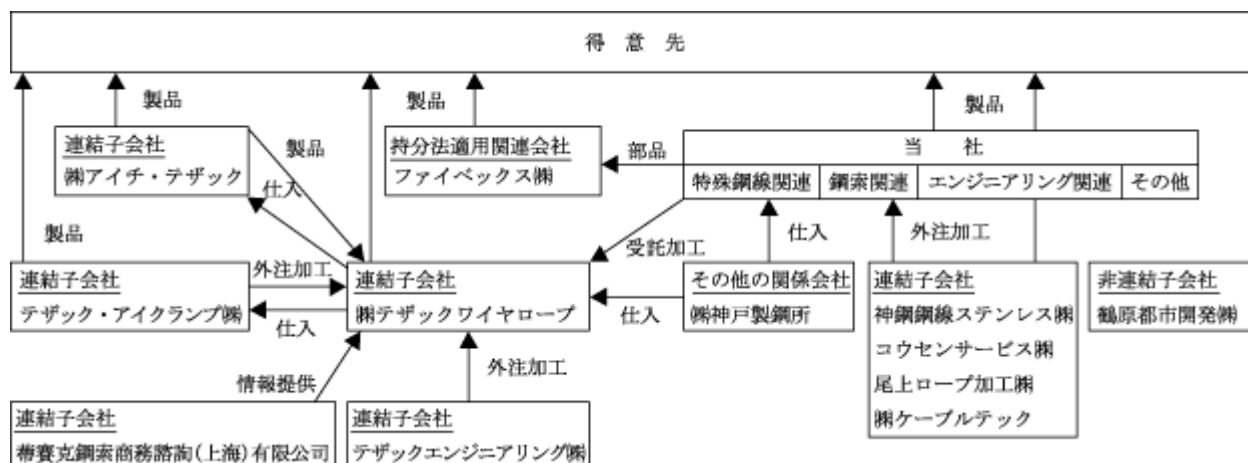 得意先
製品
製品
製品
連結子会社
㈱アイチ・テザック
製品
仕入
持分法適用関連会社
ファイベックス㈱
部品
当社
特殊鋼線関連
鋼索関連
エンジニアリング関連
その他
製品
受託加工
仕入
外注加工
連結子会社
テザック・アイクランプ㈱
外注加工
仕入
連結子会社
㈱テザックワイヤロープ
仕入
その他の関係会社
㈱神戸製鋼所
連結子会社
神鋼鋼線ステンレス㈱
コウセンサービス㈱
尾上ロープ加工㈱
㈱ケーブルテック
非連結子会社
鶴原都市開発㈱
情報提供
外注加工
連結子会社
帝賽克鋼索商務諮詢(上海)有限公司
連結子会社
テザックエンジニアリング㈱